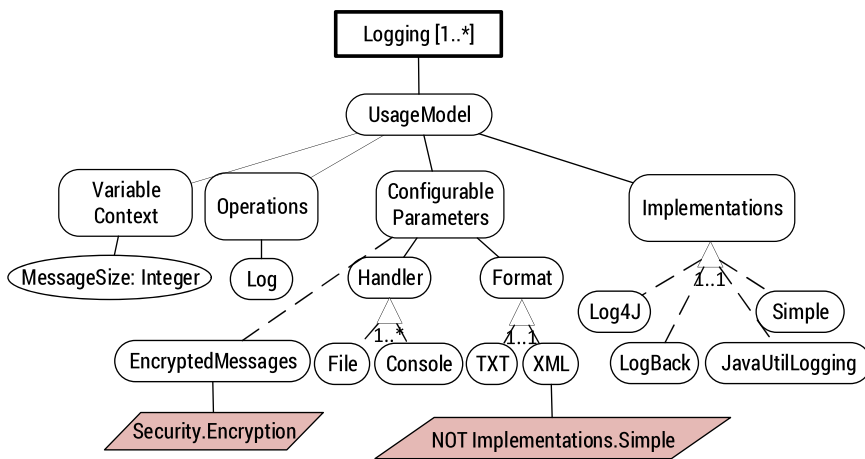 Logging [1..*]
UsageModel
Variable
Context
Operations
Configurable
Parameters
Implementations
MessageSize: Integer
Log
Handler
Format
1..1
Log4J
Simple
1..*
1..1
EncryptedMessages
File
Console
TXT
XML
LogBack
JavaUtilLogging
Security.Encryption
NOT Implementations.Simple